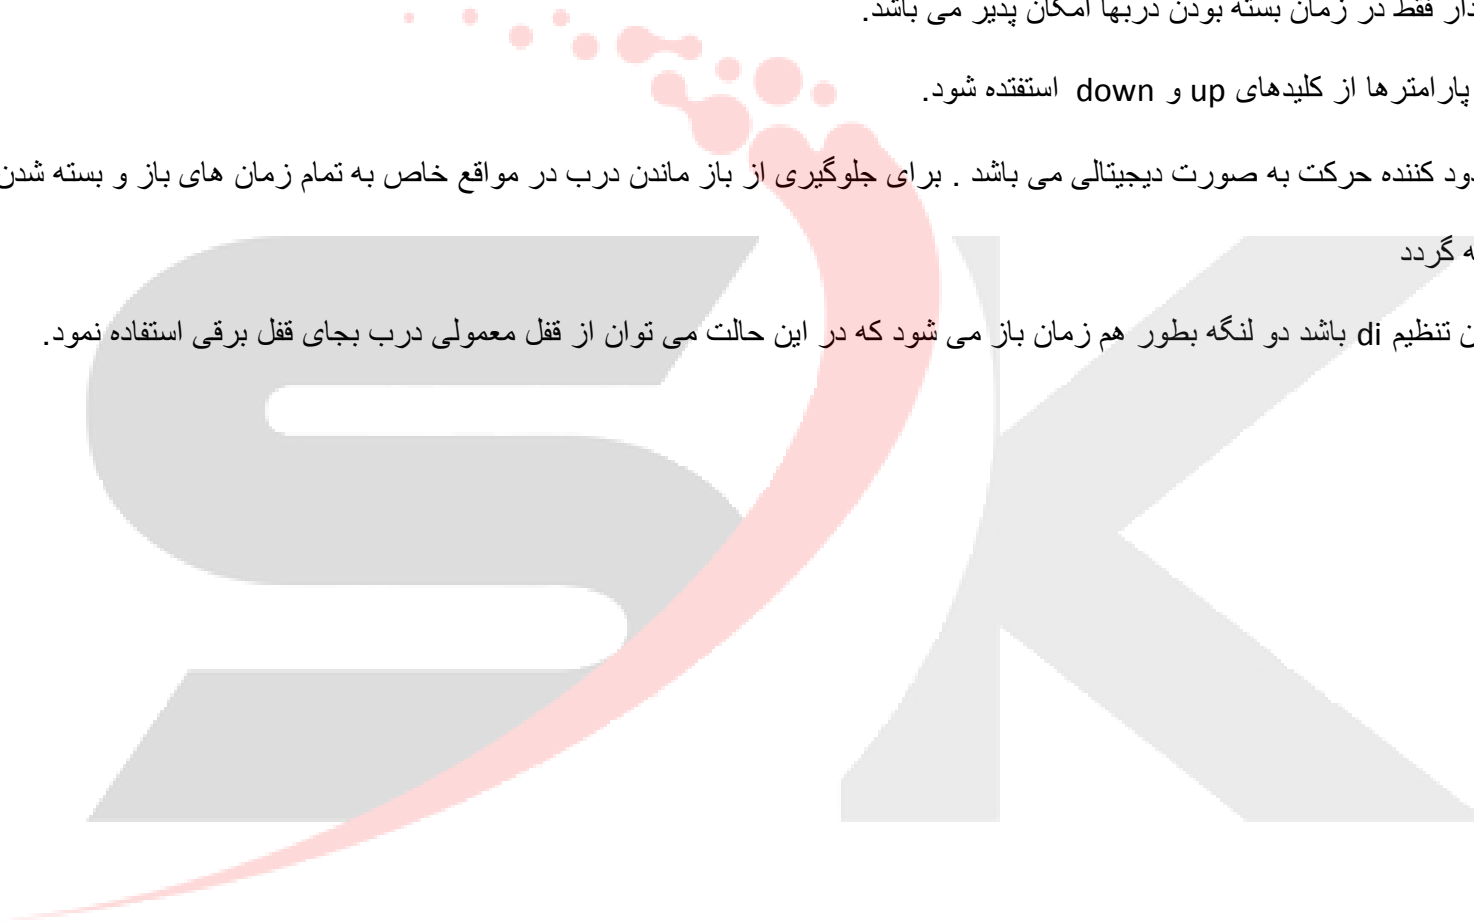 دار فقط در زمان بسته بودن دربها امکان پدیر می باشد.
پارامترها از کلیدهای up و down استفتده شود.
کننده حرکت به صورت دیجیتالی می باشد . برای جلوگیری از باز ماندن درب در مواقع خاص به تمام زمان های باز و بسته شدن
گردد
تنظیم di باشد دو لنگه بطور هم زمان باز می شود که در این حالت می توان از قفل معمولی درب بجای قفل برقی استفاده نمود.
SK